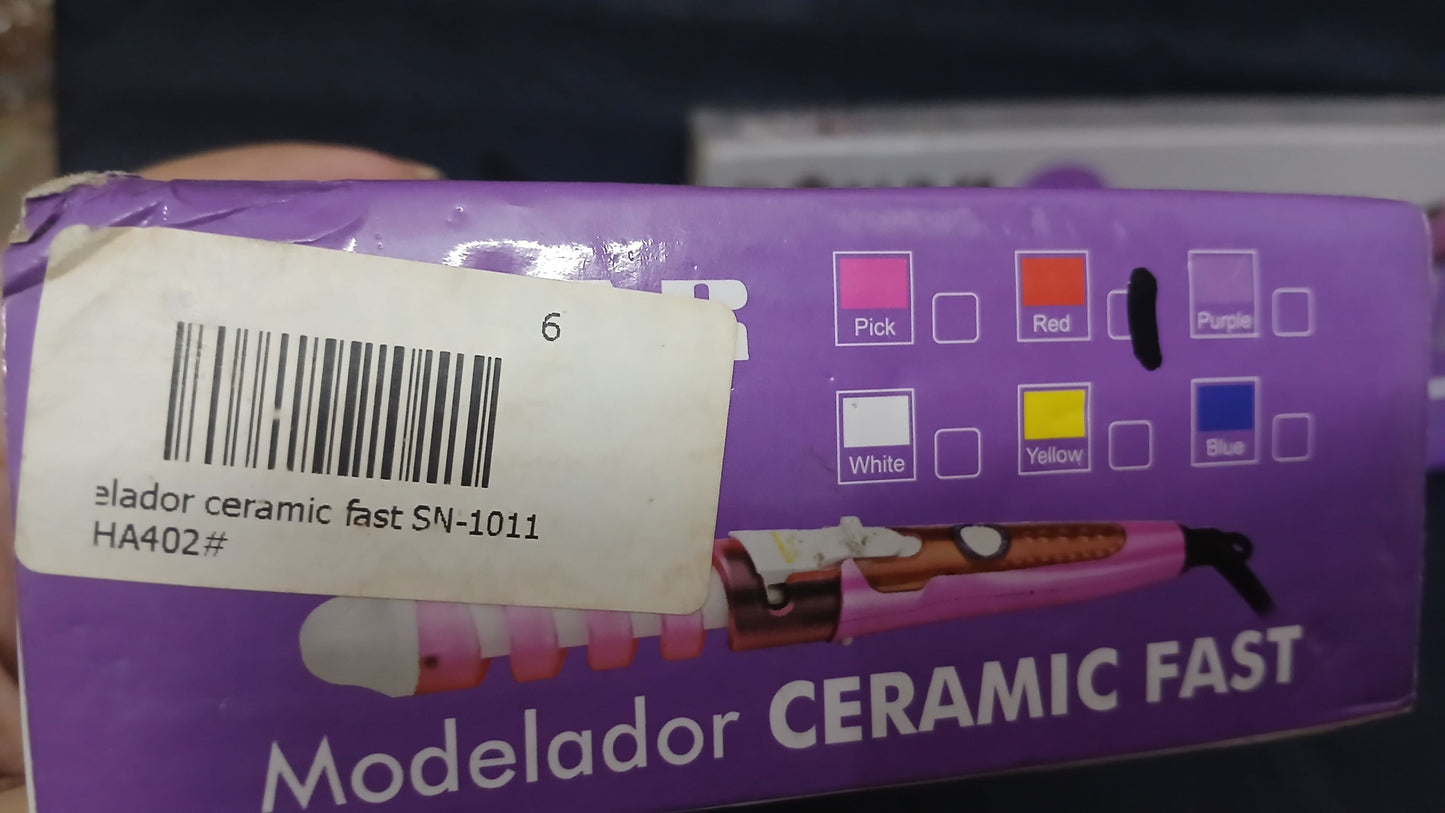 6
elador ceramic fast SN-1011
HA402#
Pick
Red
Purple
White
Yellow
Blue
Modelador CERAMIC FAST